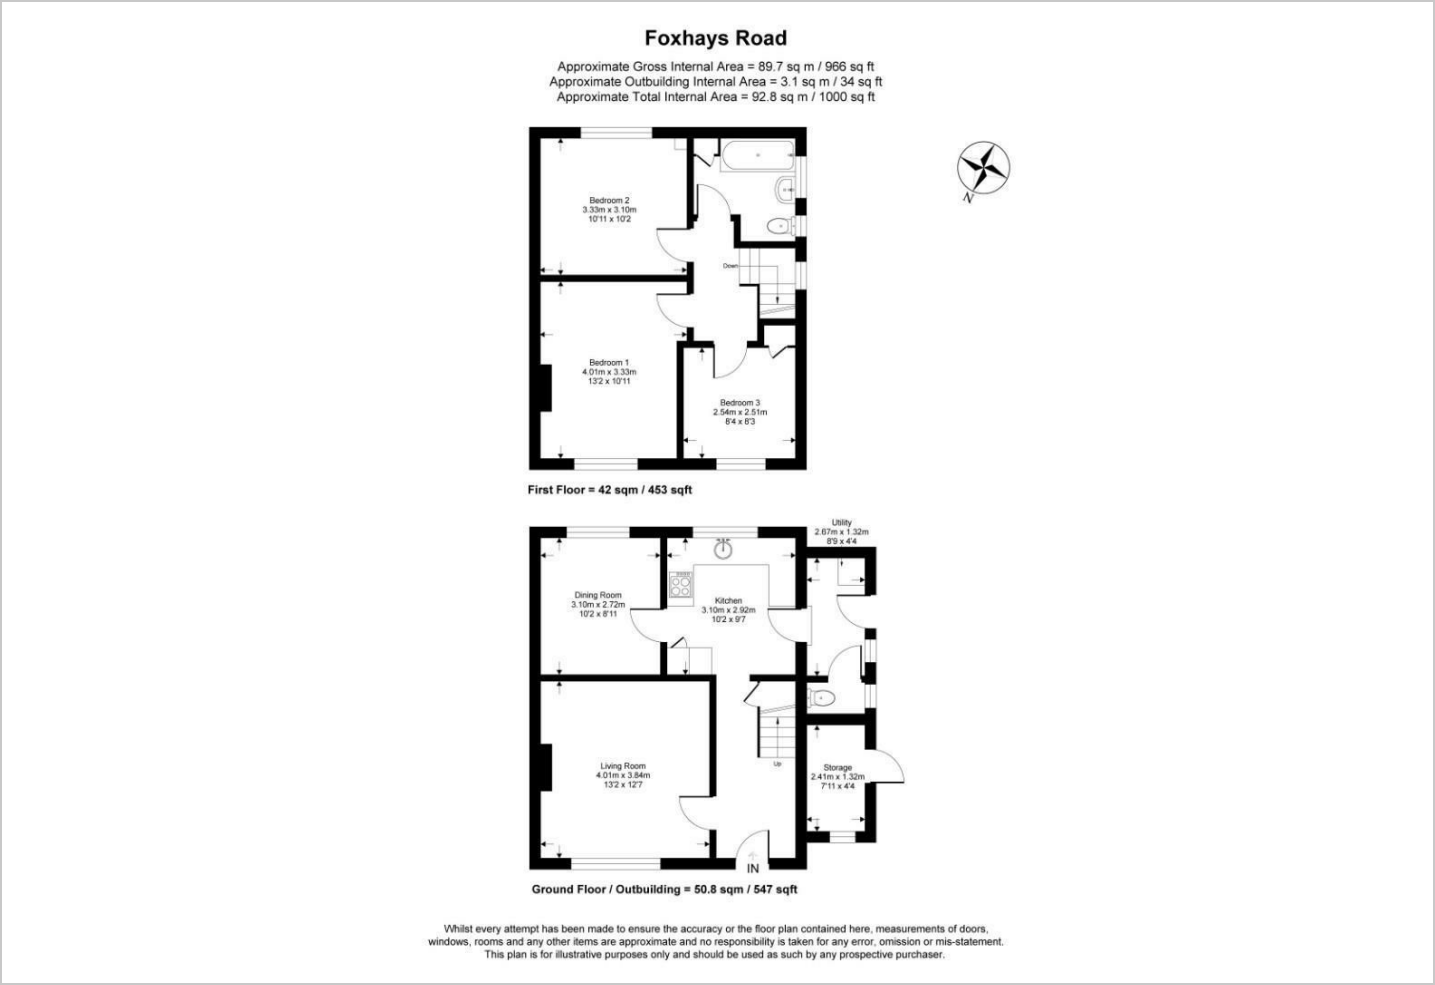 Foxhays Road
Approximate Gross Internal Area = 89.7 sq m / 966 sq ft
Approximate Outbuilding Internal Area = 3.1 sq m / 34 sq ft
Approximate Total Internal Area = 92.8 sq m / 1000 sq ft
N
Bedroom 2
3.33m x 3.10m
10'11 x 10'2
Down
Bedroom 1
4.01m x 3.33m
13'2 x 10'11
Bedroom 3
2.54m x 2.51m
8'4 x 8'3
First Floor = 42 sqm / 453 sqft
Utility
2.67m x 1.32m
8'9 x 4'4
Dining Room
3.10m x 2.72m
10'2 x 8'11
Kitchen
3.10m x 2.92m
10'2 x 9'7
Living Room
4.01m x 3.84m
13'2 x 12'7
Up
Storage
2.41m x 1.32m
7'11 x 4'4
IN
Ground Floor / Outbuilding = 50.8 sqm / 547 sqft
Whilst every attempt has been made to ensure the accuracy or the floor plan contained here, measurements of doors,
windows, rooms and any other items are approximate and no responsibility is taken for any error, omission or mis-statement.
This plan is for illustrative purposes only and should be used as such by any prospective purchaser.